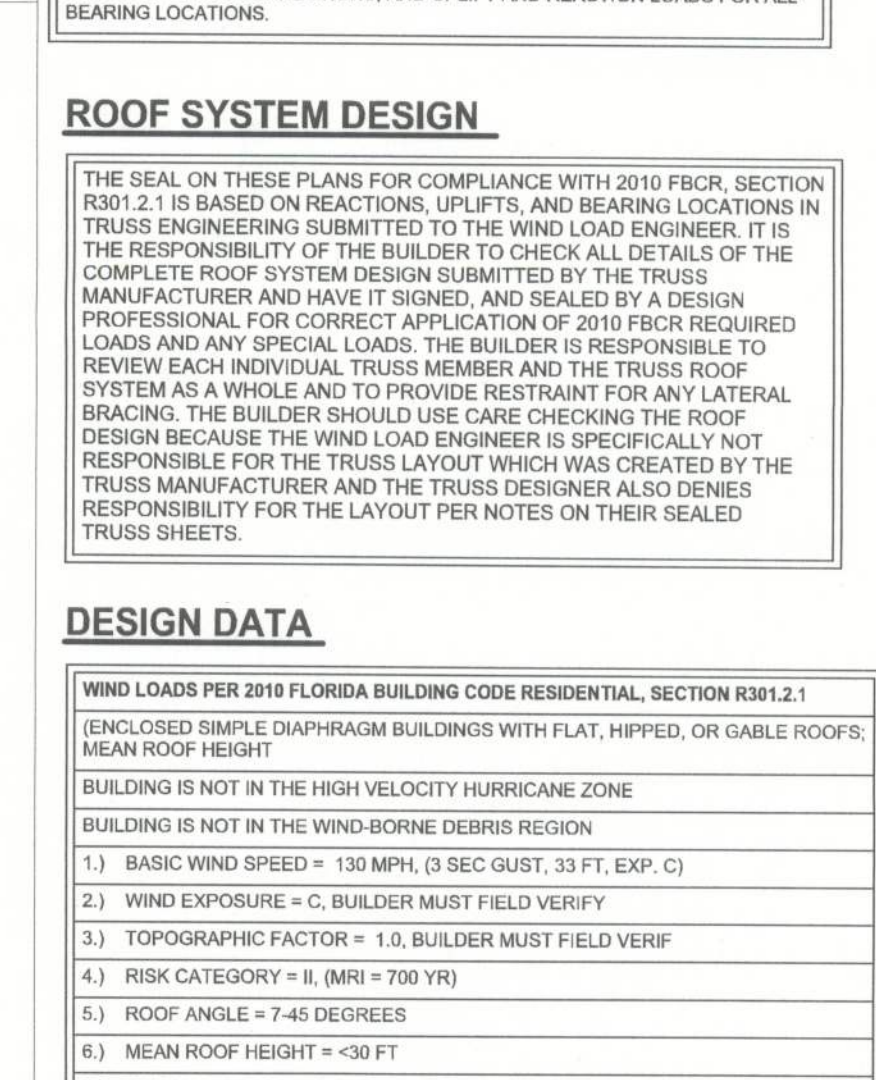 BEARING LOCATIONS.
ROOF SYSTEM DESIGN
THE SEAL ON THESE PLANS FOR COMPLIANCE WITH 2010 FBCR, SECTION
R301.2.1 IS BASED ON REACTIONS, UPLIFTS, AND BEARING LOCATIONS IN
TRUSS ENGINEERING SUBMITTED TO THE WIND LOAD ENGINEER. IT IS
THE RESPONSIBILITY OF THE BUILDER TO CHECK ALL DETAILS OF THE
COMPLETE ROOF SYSTEM DESIGN SUBMITTED BY THE TRUSS
MANUFACTURER AND HAVE IT SIGNED, AND SEALED BY A DESIGN
PROFESSIONAL FOR CORRECT APPLICATION OF 2010 FBCR REQUIRED
LOADS AND ANY SPECIAL LOADS. THE BUILDER IS RESPONSIBLE TO
REVIEW EACH INDIVIDUAL TRUSS MEMBER AND THE TRUSS ROOF
SYSTEM AS A WHOLE AND TO PROVIDE RESTRAINT FOR ANY LATERAL
BRACING. THE BUILDER SHOULD USE CARE CHECKING THE ROOF
DESIGN BECAUSE THE WIND LOAD ENGINEER IS SPECIFICALLY NOT
RESPONSIBLE FOR THE TRUSS LAYOUT WHICH WAS CREATED BY THE
TRUSS MANUFACTURER AND THE TRUSS DESIGNER ALSO DENIES
RESPONSIBILITY FOR THE LAYOUT PER NOTES ON THEIR SEALED
TRUSS SHEETS.
DESIGN DATA
WIND LOADS PER 2010 FLORIDA BUILDING CODE RESIDENTIAL, SECTION R301.2.1
(ENCLOSED SIMPLE DIAPHRAGM BUILDINGS WITH FLAT, HIPPED, OR GABLE ROOFS;
MEAN ROOF HEIGHT
BUILDING IS NOT IN THE HIGH VELOCITY HURRICANE ZONE
BUILDING IS NOT IN THE WIND-BORNE DEBRIS REGION
1.) BASIC WIND SPEED = 130 MPH, (3 SEC GUST, 33 FT, EXP. C)
2.) WIND EXPOSURE = C, BUILDER MUST FIELD VERIFY
3.) TOPOGRAPHIC FACTOR = 1.0, BUILDER MUST FIELD VERIF
4.) RISK CATEGORY = II, (MRI = 700 YR)
5.) ROOF ANGLE = 7-45 DEGREES
6.) MEAN ROOF HEIGHT = <30 FT